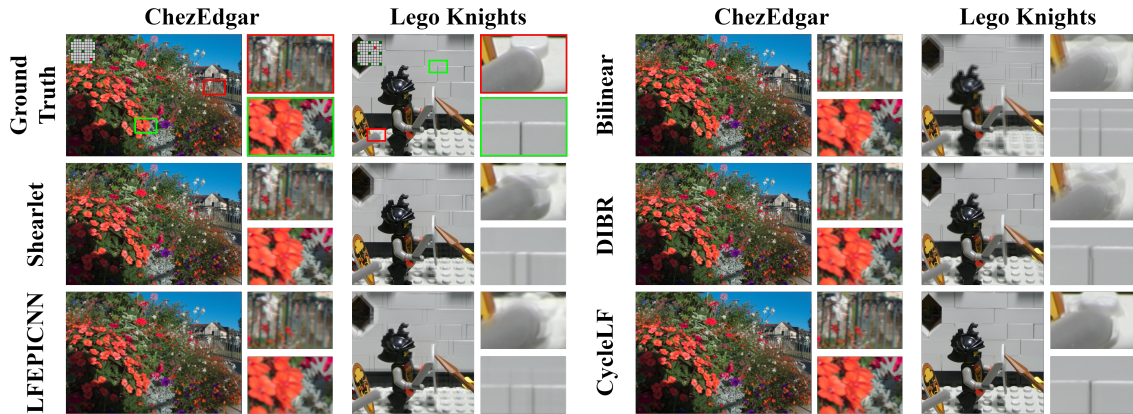 ChezEdgar
Lego Knights
ChezEdgar
Lego Knights
Ground
Truth
Bilinear
Shearlet
DIBR
LFEPICNN
CycleLF